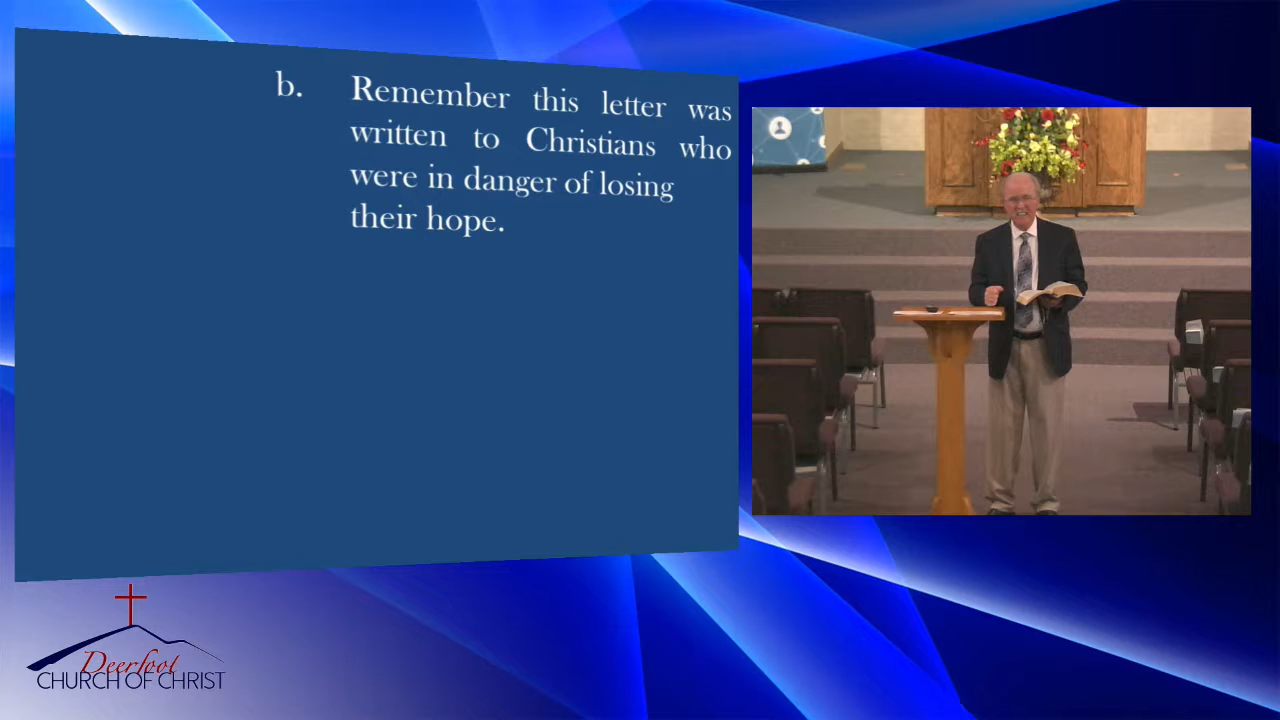 b. Remember this letter was
written to Christians who
were in danger of losing
their hope.
Deerfoot
CHURCH OF CHRIST